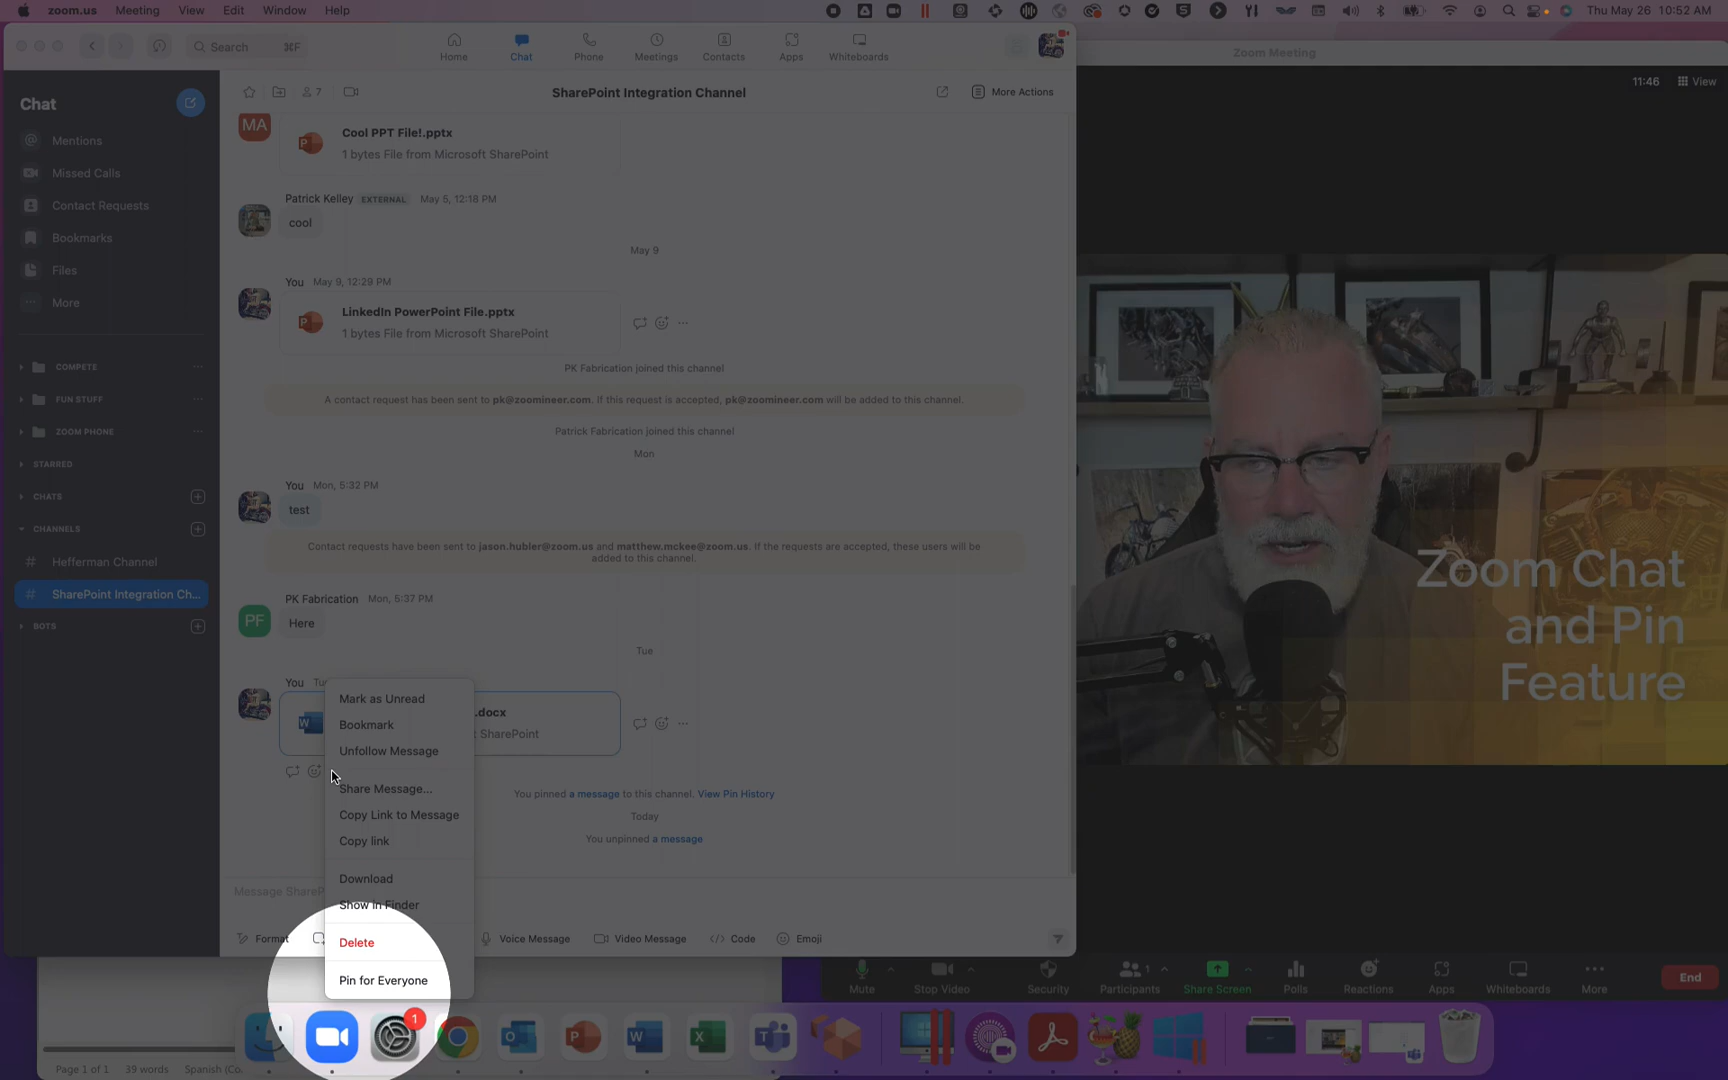 zoom.us Meeting View Edit Window Help
Thu May 26 10:52 AM
Search ⌘F
Home
Chat
Phone
Meetings
Contacts
Apps
Whiteboards
Zoom Meeting
11:46 View
Chat
Mentions
Missed Calls
Contact Requests
Bookmarks
Files
More
COMPETE
FUN STUFF
ZOOM PHONE
STARRED
CHATS
CHANNELS
Hefferman Channel
SharePoint Integration Ch...
BOTS
7
SharePoint Integration Channel
More Actions
MA
Cool PPT File!.pptx
1 bytes File from Microsoft SharePoint
Patrick Kelley EXTERNAL May 5, 12:18 PM
cool
May 9
You May 9, 12:29 PM
LinkedIn PowerPoint File.pptx
1 bytes File from Microsoft SharePoint
PK Fabrication joined this channel
A contact request has been sent to pk@zoomineer.com. If this request is accepted, pk@zoomineer.com will be added to this channel.
Patrick Fabrication joined this channel
Mon
You Mon, 5:32 PM
test
Contact requests have been sent to jason.hubler@zoom.us and matthew.mckee@zoom.us. If the requests are accepted, these users will be
added to this channel.
PK Fabrication Mon, 5:37 PM
PF
Here
Tue
You
.docx
SharePoint
Mark as Unread
Bookmark
Unfollow Message
Share Message...
Copy Link to Message
Copy link
Download
Show in Finder
Delete
Pin for Everyone
You pinned a message to this channel. View Pin History
Today
You unpinned a message
Message
Format
Voice Message
Video Message
Code
Emoji
Zoom Chat
and Pin
Feature
Mute
Stop Video
Security
Participants 1
Share Screen
Polls
Reactions
Apps
Whiteboards
More
End
1
Page 1 of 1 39 words